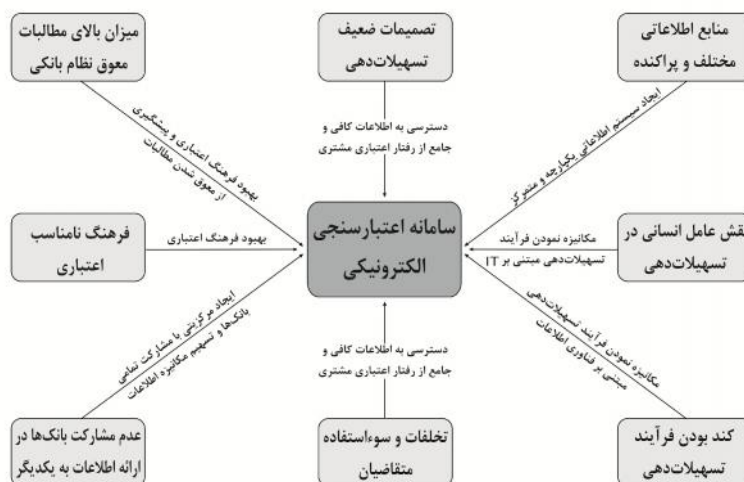 منابع اطلاعاتی
مختلف و پراکنده
تصمیمات ضعیف
تسهیلات‌دهی
میزان بالای مطالبات
معوق نظام بانکی
ایجاد سیستم اطلاعاتی یکپارچه و متمرکز
دسترسی به اطلاعات کافی و
جامع از رفتار اعتباری مشتری
بهبود فرهنگ اعتباری و پیشگیری
از معوق شدن مطالبات
نقش عامل انسانی در
تسهیلات‌دهی
مکانیزه نمودن فرآیند
تسهیلات‌دهی مبتنی بر IT
سامانه اعتبارسنجی
الکترونیکی
بهبود فرهنگ اعتباری
فرهنگ نامناسب
اعتباری
مکانیزه نمودن فرآیند تسهیلات‌دهی
مبتنی بر فناوری اطلاعات
دسترسی به اطلاعات کافی و
جامع از رفتار اعتباری مشتری
ایجاد مرکزیتی با مشارکت تمامی
بانک‌ها و تسهیم مکانیزه اطلاعات
کند بودن فرآیند
تسهیلات‌دهی
تخلفات و سوءاستفاده
متقاضیان
عدم مشارکت بانک‌ها در
ارائه اطلاعات به یکدیگر